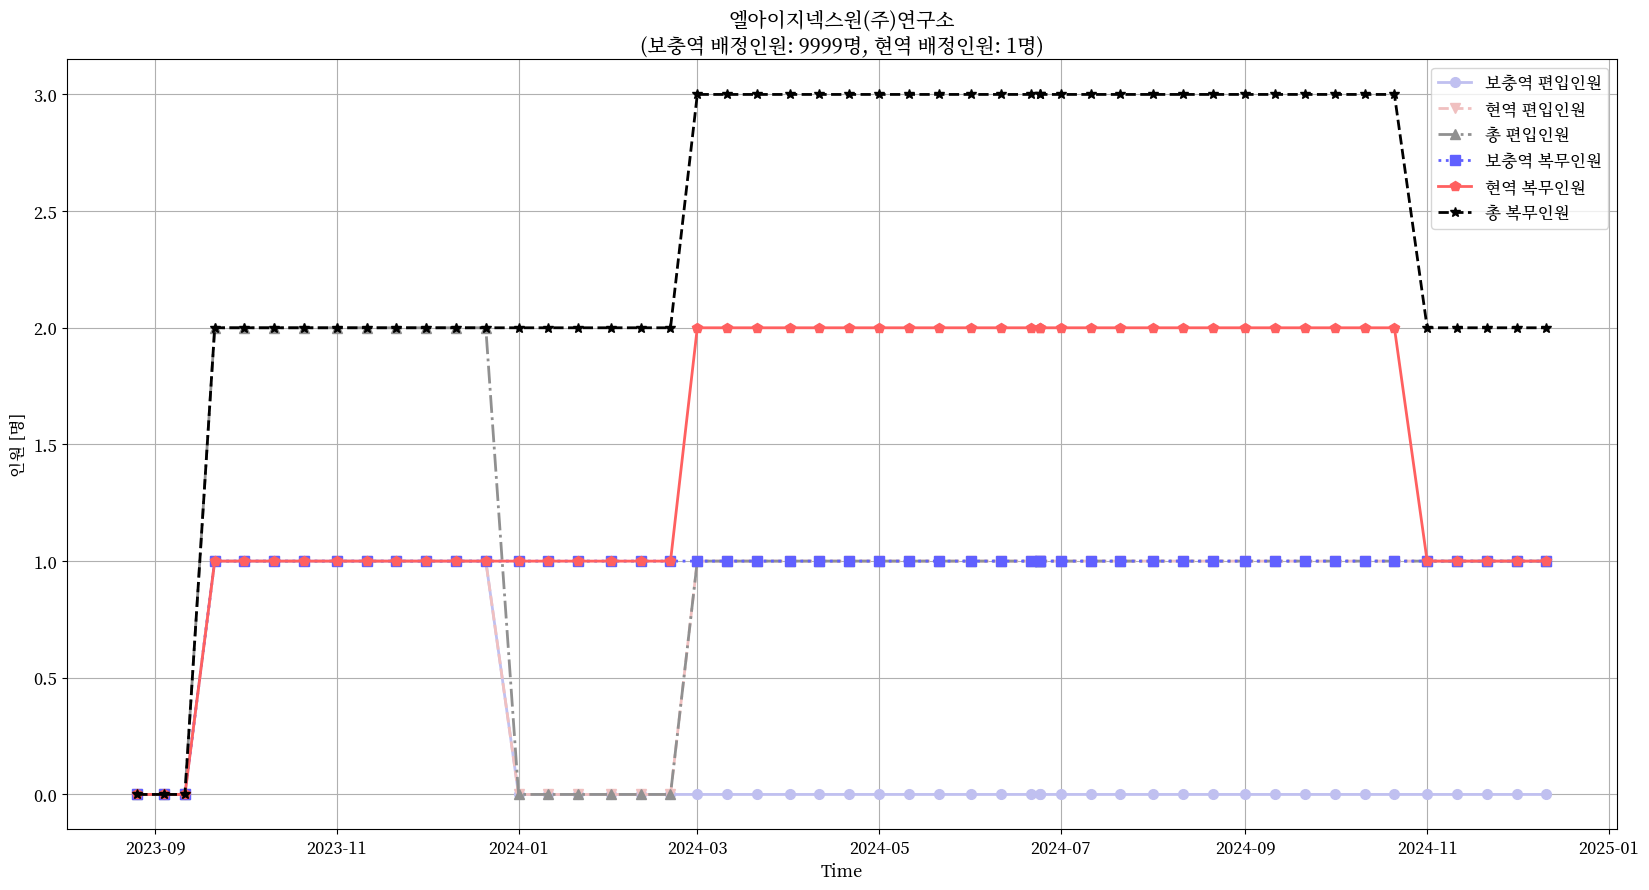 엘아이지넥스원(주)연구소
(보충역 배정인원: 9999명, 현역 배정인원: 1명)
보충역 편입인원
현역 편입인원
총 편입인원
보충역 복무인원
현역 복무인원
총 복무인원
인원 [명]
3.0
2.5
2.0
1.5
1.0
0.5
0.0
2023-09 2023-11 2024-01 2024-03 2024-05 2024-07 2024-09 2024-11 2025-01
Time